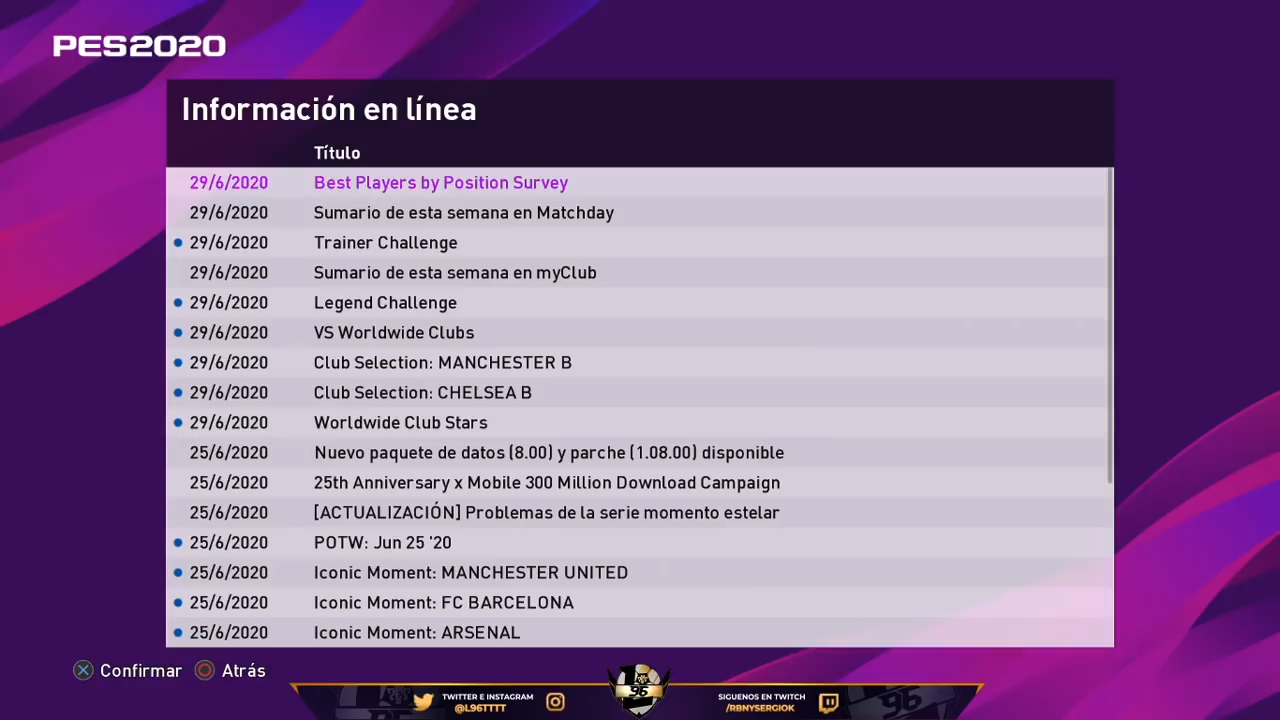 PES2020
Información en línea
Título
29/6/2020 Best Players by Position Survey
29/6/2020 Sumario de esta semana en Matchday
29/6/2020 Trainer Challenge
29/6/2020 Sumario de esta semana en myClub
29/6/2020 Legend Challenge
29/6/2020 VS Worldwide Clubs
29/6/2020 Club Selection: MANCHESTER B
29/6/2020 Club Selection: CHELSEA B
29/6/2020 Worldwide Club Stars
25/6/2020 Nuevo paquete de datos (8.00) y parche (1.08.00) disponible
25/6/2020 25th Anniversary x Mobile 300 Million Download Campaign
25/6/2020 [ACTUALIZACIÓN] Problemas de la serie momento estelar
25/6/2020 POTW: Jun 25 '20
25/6/2020 Iconic Moment: MANCHESTER UNITED
25/6/2020 Iconic Moment: FC BARCELONA
25/6/2020 Iconic Moment: ARSENAL
Confirmar Atrás
TWITTER E INSTAGRAM
@L96TTTT
96
SIGUENOS EN TWITCH
/RBNYSERGIOK
96